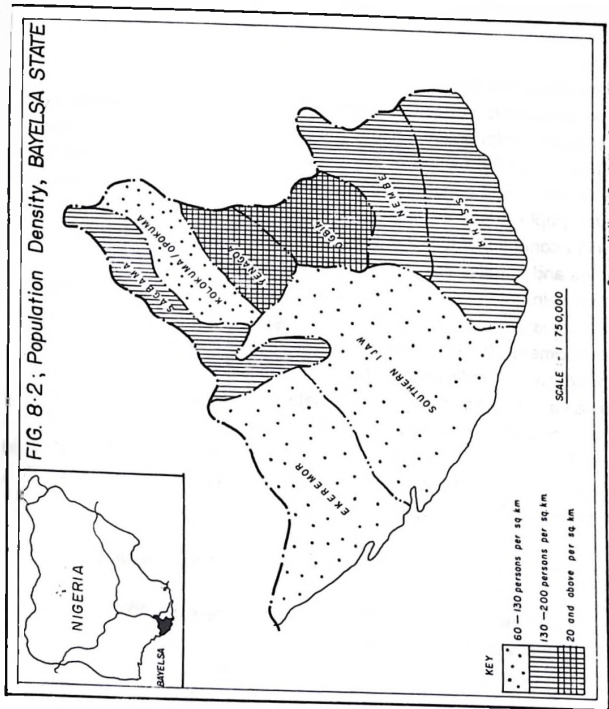 FIG. 8·2 ; Population Density, BAYELSA STATE
NIGERIA
BAYELSA
SAGBAMA
KOLOKUMA / OPOKUMA
YENAGOA
OGBIA
NEMBE
BRASS
SOUTHERN IJAW
EKEREMOR
KEY
60 – 130 persons per sq. km
130 – 200 persons per sq. km.
20 and above per sq. km.
SCALE : 1 750,000